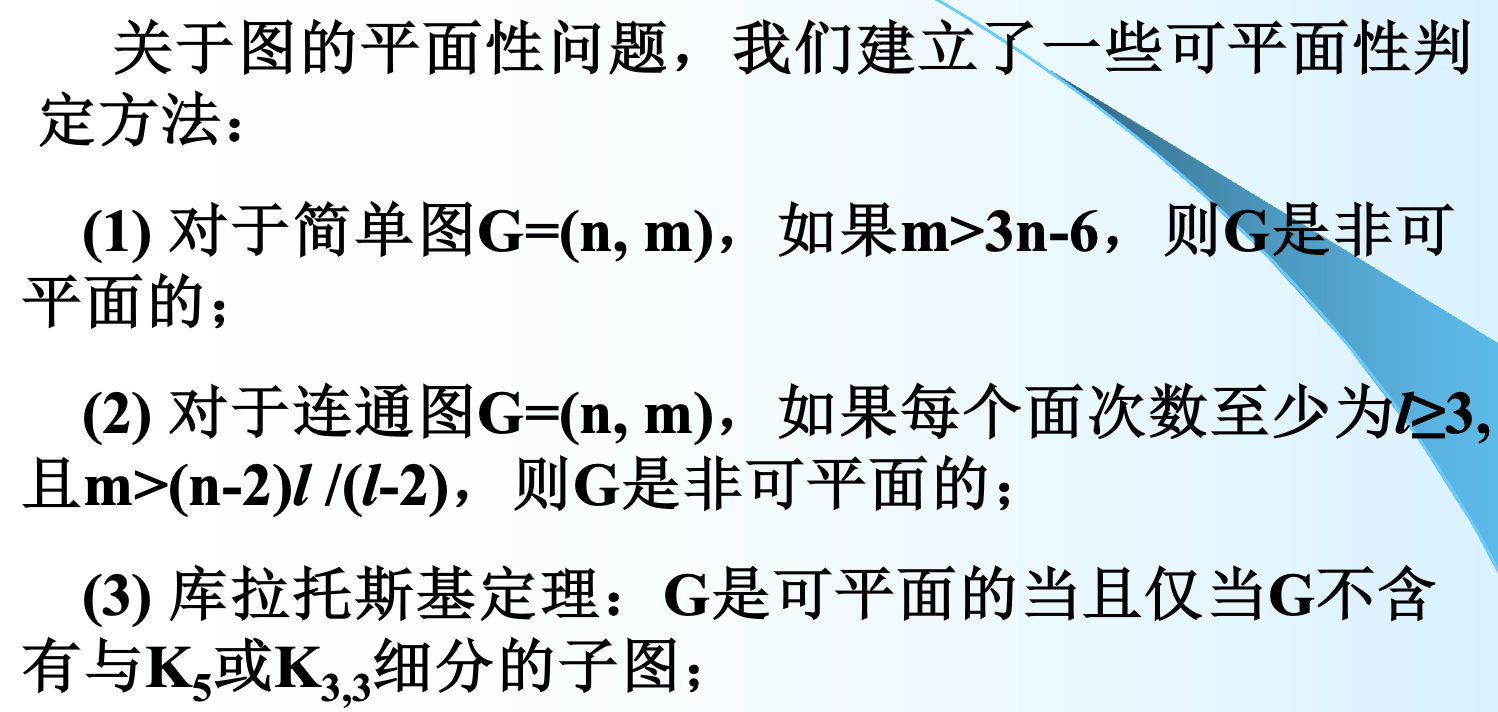 关于图的平面性问题，我们建立了一些可平面性判
定方法：
(1) 对于简单图G=(n, m)，如果m>3n-6，则G是非可
平面的；
(2) 对于连通图G=(n, m)，如果每个面次数至少为l≥3,
且m>(n-2)l /(l-2)，则G是非可平面的；
(3) 库拉托斯基定理：G是可平面的当且仅当G不含
有与K₅或K₃,₃细分的子图；